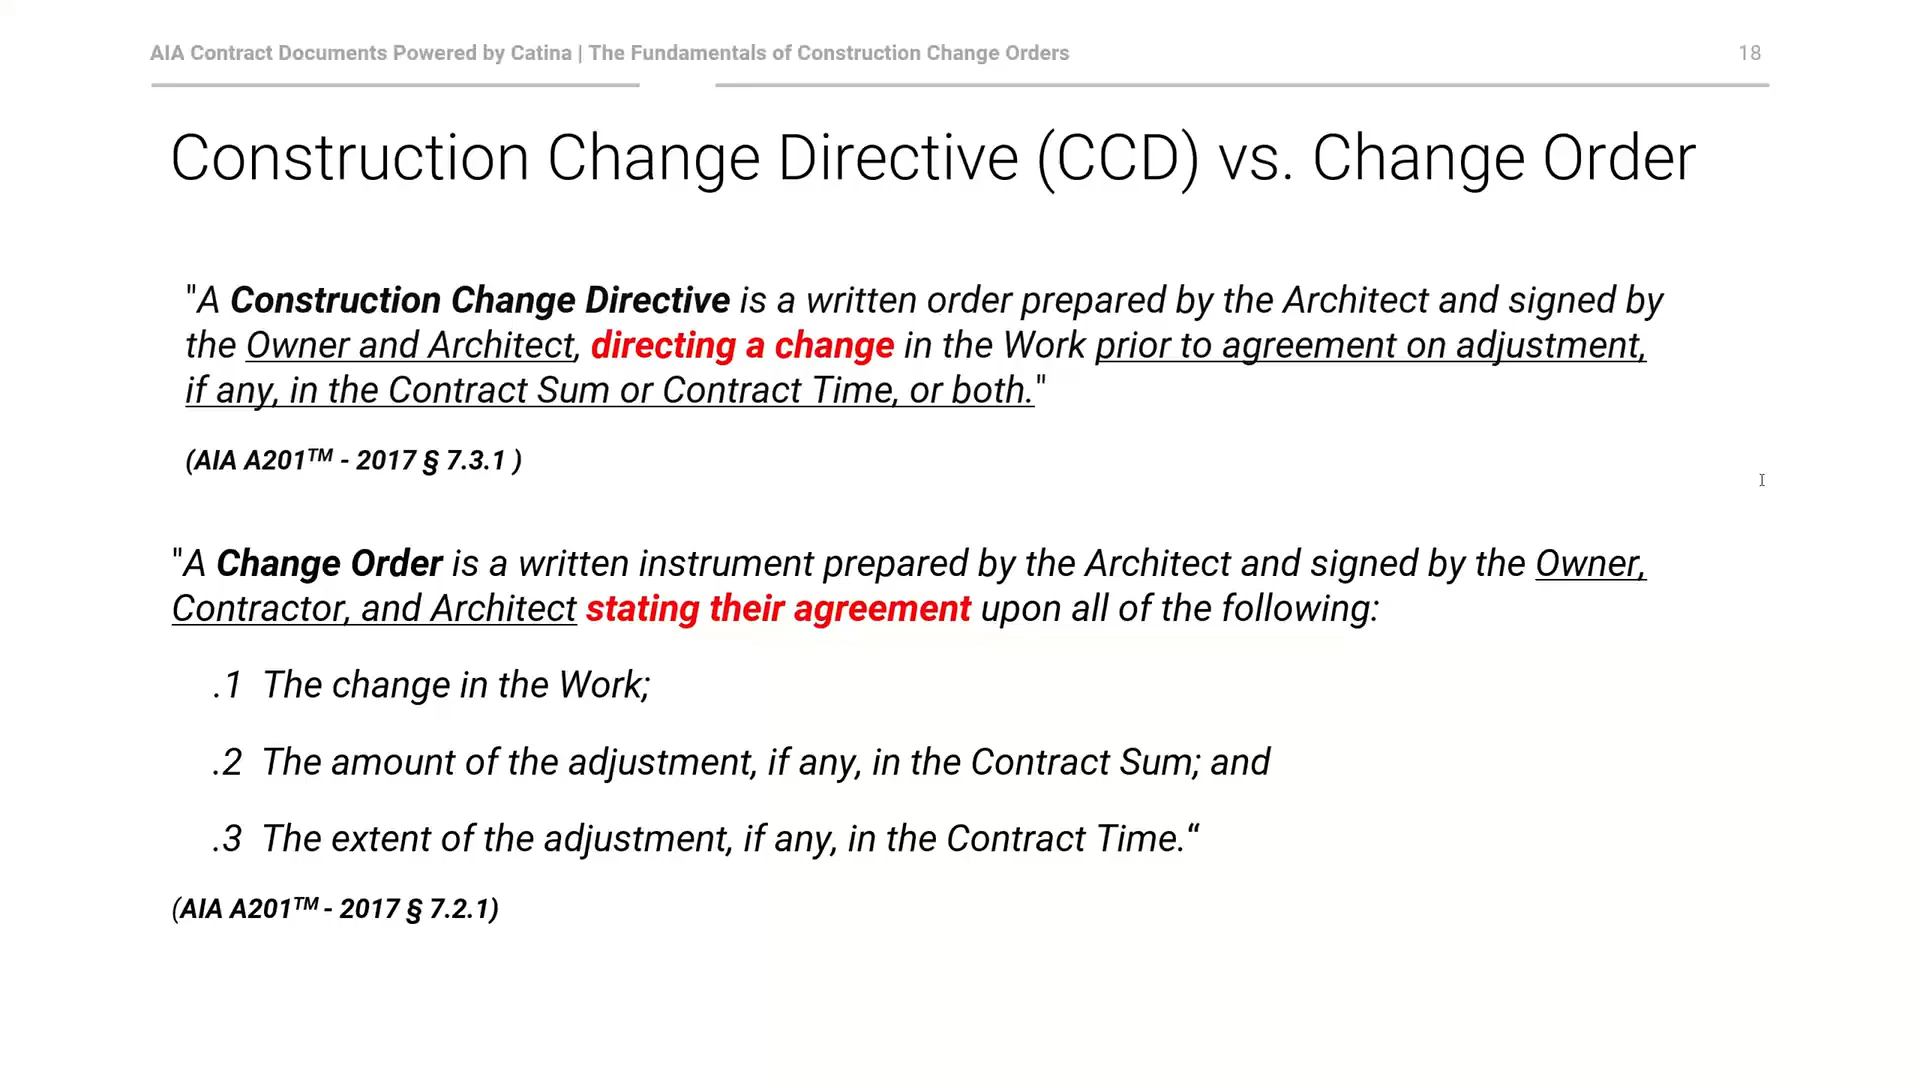 AIA Contract Documents Powered by Catina | The Fundamentals of Construction Change Orders
18
Construction Change Directive (CCD) vs. Change Order
"A Construction Change Directive is a written order prepared by the Architect and signed by
the Owner and Architect, directing a change in the Work prior to agreement on adjustment,
if any, in the Contract Sum or Contract Time, or both."
(AIA A201™ - 2017 § 7.3.1 )
"A Change Order is a written instrument prepared by the Architect and signed by the Owner,
Contractor, and Architect stating their agreement upon all of the following:
.1 The change in the Work;
.2 The amount of the adjustment, if any, in the Contract Sum; and
.3 The extent of the adjustment, if any, in the Contract Time.“
(AIA A201™ - 2017 § 7.2.1)